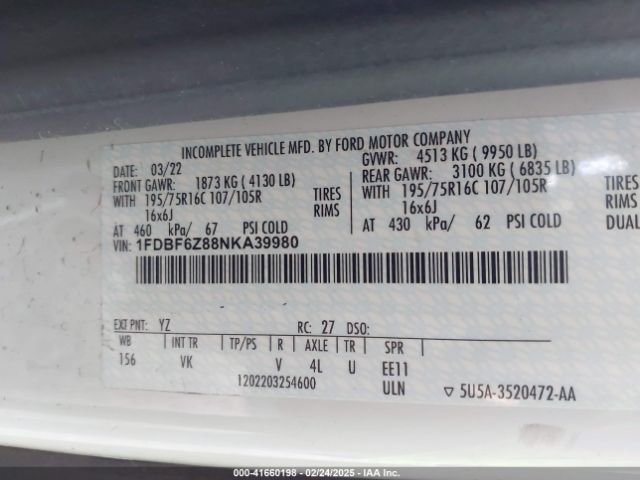 INCOMPLETE VEHICLE MFD. BY FORD MOTOR COMPANY
DATE: 03/22 GVWR: 4513 KG ( 9950 LB)
FRONT GAWR: 1873 KG ( 4130 LB) REAR GAWR: 3100 KG ( 6835 LB)
WITH 195/75R16C 107/105R TIRES WITH 195/75R16C 107/105R TIRES
16x6J RIMS 16x6J RIMS
AT 460 kPa/ 67 PSI COLD AT 430 kPa/ 62 PSI COLD DUAL
VIN: 1FDBF6Z88NKA39980
EXT PNT: YZ RC: 27 DSO:
WB INT TR TP/PS R AXLE TR SPR
156 VK V 4L U EE11
1202203254600 ULN ▽ 5U5A-3520472-AA
000-41660198 - 02/24/2025 - IAA Inc.